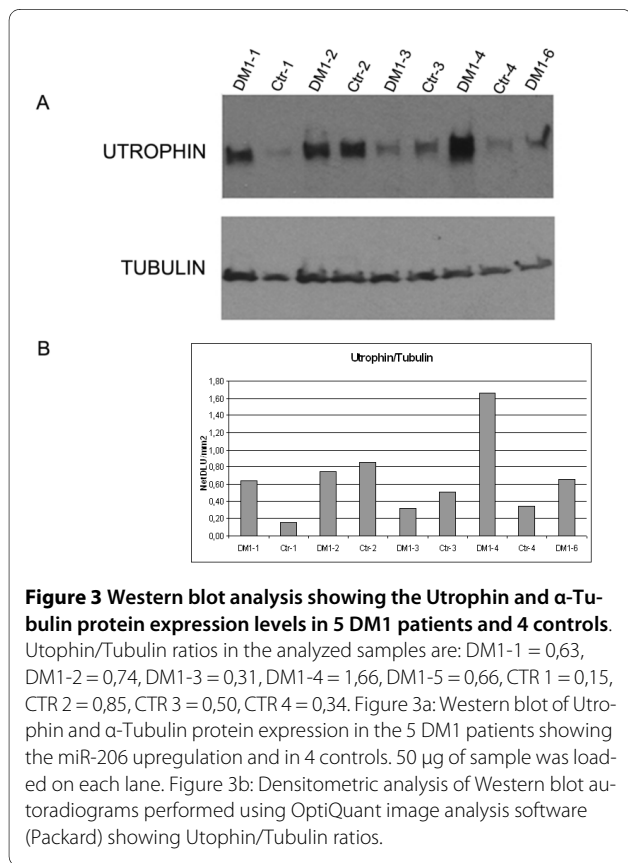 DM1-1 Ctr-1 DM1-2 Ctr-2 DM1-3 Ctr-3 DM1-4 Ctr-4 DM1-6
A
UTROPHIN
TUBULIN
B
Utrophin/Tubulin
NetDLU/mm2
1,80
1,60
1,40
1,20
1,00
0,80
0,60
0,40
0,20
0,00
DM1-1 Ctr-1 DM1-2 Ctr-2 DM1-3 Ctr-3 DM1-4 Ctr-4 DM1-6
Figure 3 Western blot analysis showing the Utrophin and α-Tu-
bulin protein expression levels in 5 DM1 patients and 4 controls.
Utophin/Tubulin ratios in the analyzed samples are: DM1-1 = 0,63,
DM1-2 = 0,74, DM1-3 = 0,31, DM1-4 = 1,66, DM1-5 = 0,66, CTR 1 = 0,15,
CTR 2 = 0,85, CTR 3 = 0,50, CTR 4 = 0,34. Figure 3a: Western blot of Utro-
phin and α-Tubulin protein expression in the 5 DM1 patients showing
the miR-206 upregulation and in 4 controls. 50 μg of sample was load-
ed on each lane. Figure 3b: Densitometric analysis of Western blot au-
toradiograms performed using OptiQuant image analysis software
(Packard) showing Utophin/Tubulin ratios.